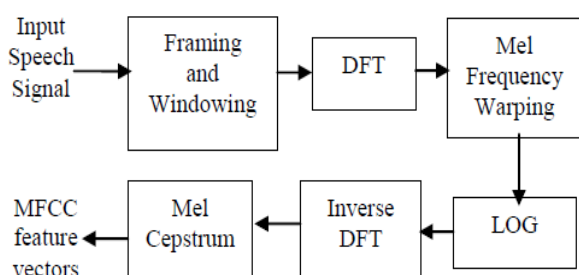 Input
Speech
Signal
Framing
and
Windowing
DFT
Mel
Frequency
Warping
LOG
Inverse
DFT
Mel
Cepstrum
MFCC
feature
vectors